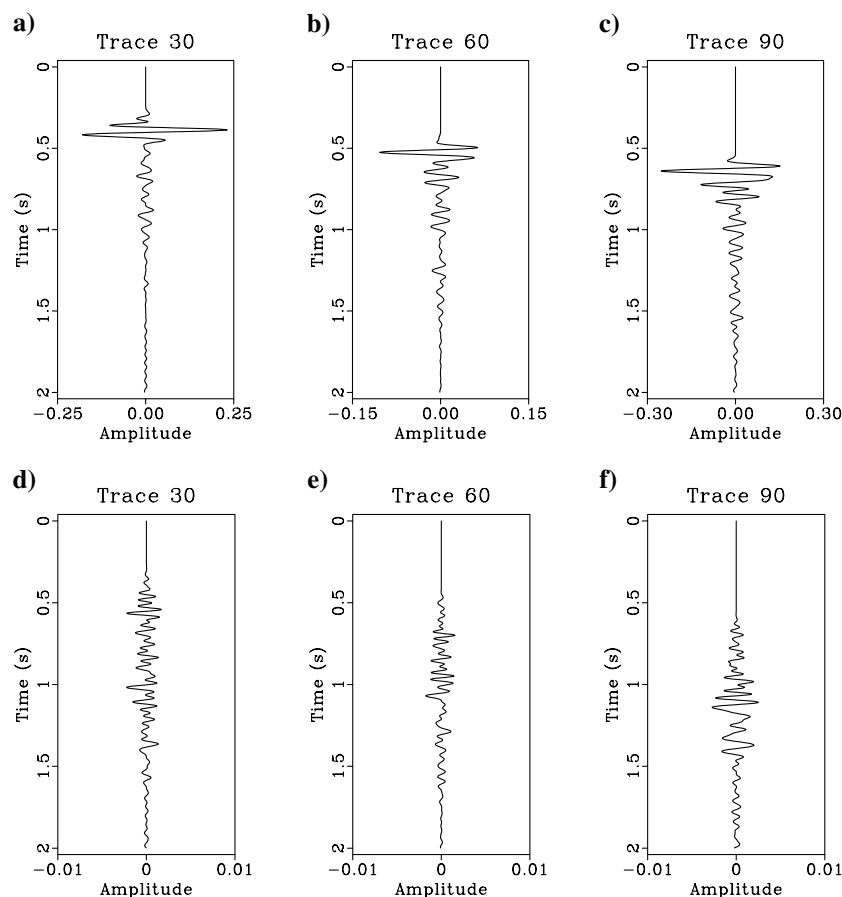 a)
Trace 30
0
0.5
1
1.5
2
Time (s)
−0.25 0.00 0.25
Amplitude
b)
Trace 60
0
0.5
1
1.5
2
Time (s)
−0.15 0.00 0.15
Amplitude
c)
Trace 90
0
0.5
1
1.5
2
Time (s)
−0.30 0.00 0.30
Amplitude
d)
Trace 30
0
0.5
1
1.5
2
Time (s)
−0.01 0 0.01
Amplitude
e)
Trace 60
0
0.5
1
1.5
2
Time (s)
−0.01 0 0.01
Amplitude
f)
Trace 90
0
0.5
1
1.5
2
Time (s)
−0.01 0 0.01
Amplitude